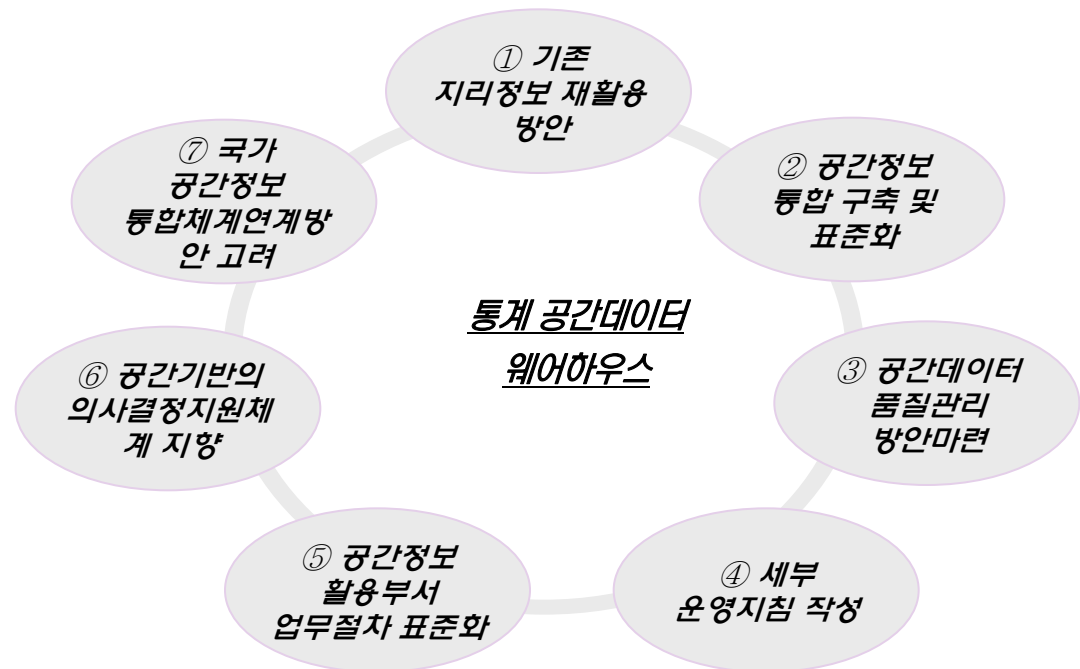 ① 기존
지리정보 재활용
방안
② 공간정보
통합 구축 및
표준화
③ 공간데이터
품질관리
방안마련
④ 세부
운영지침 작성
⑤ 공간정보
활용부서
업무절차 표준화
⑥ 공간기반의
의사결정지원체
계 지향
⑦ 국가
공간정보
통합체계연계방
안 고려
통계 공간데이터
웨어하우스